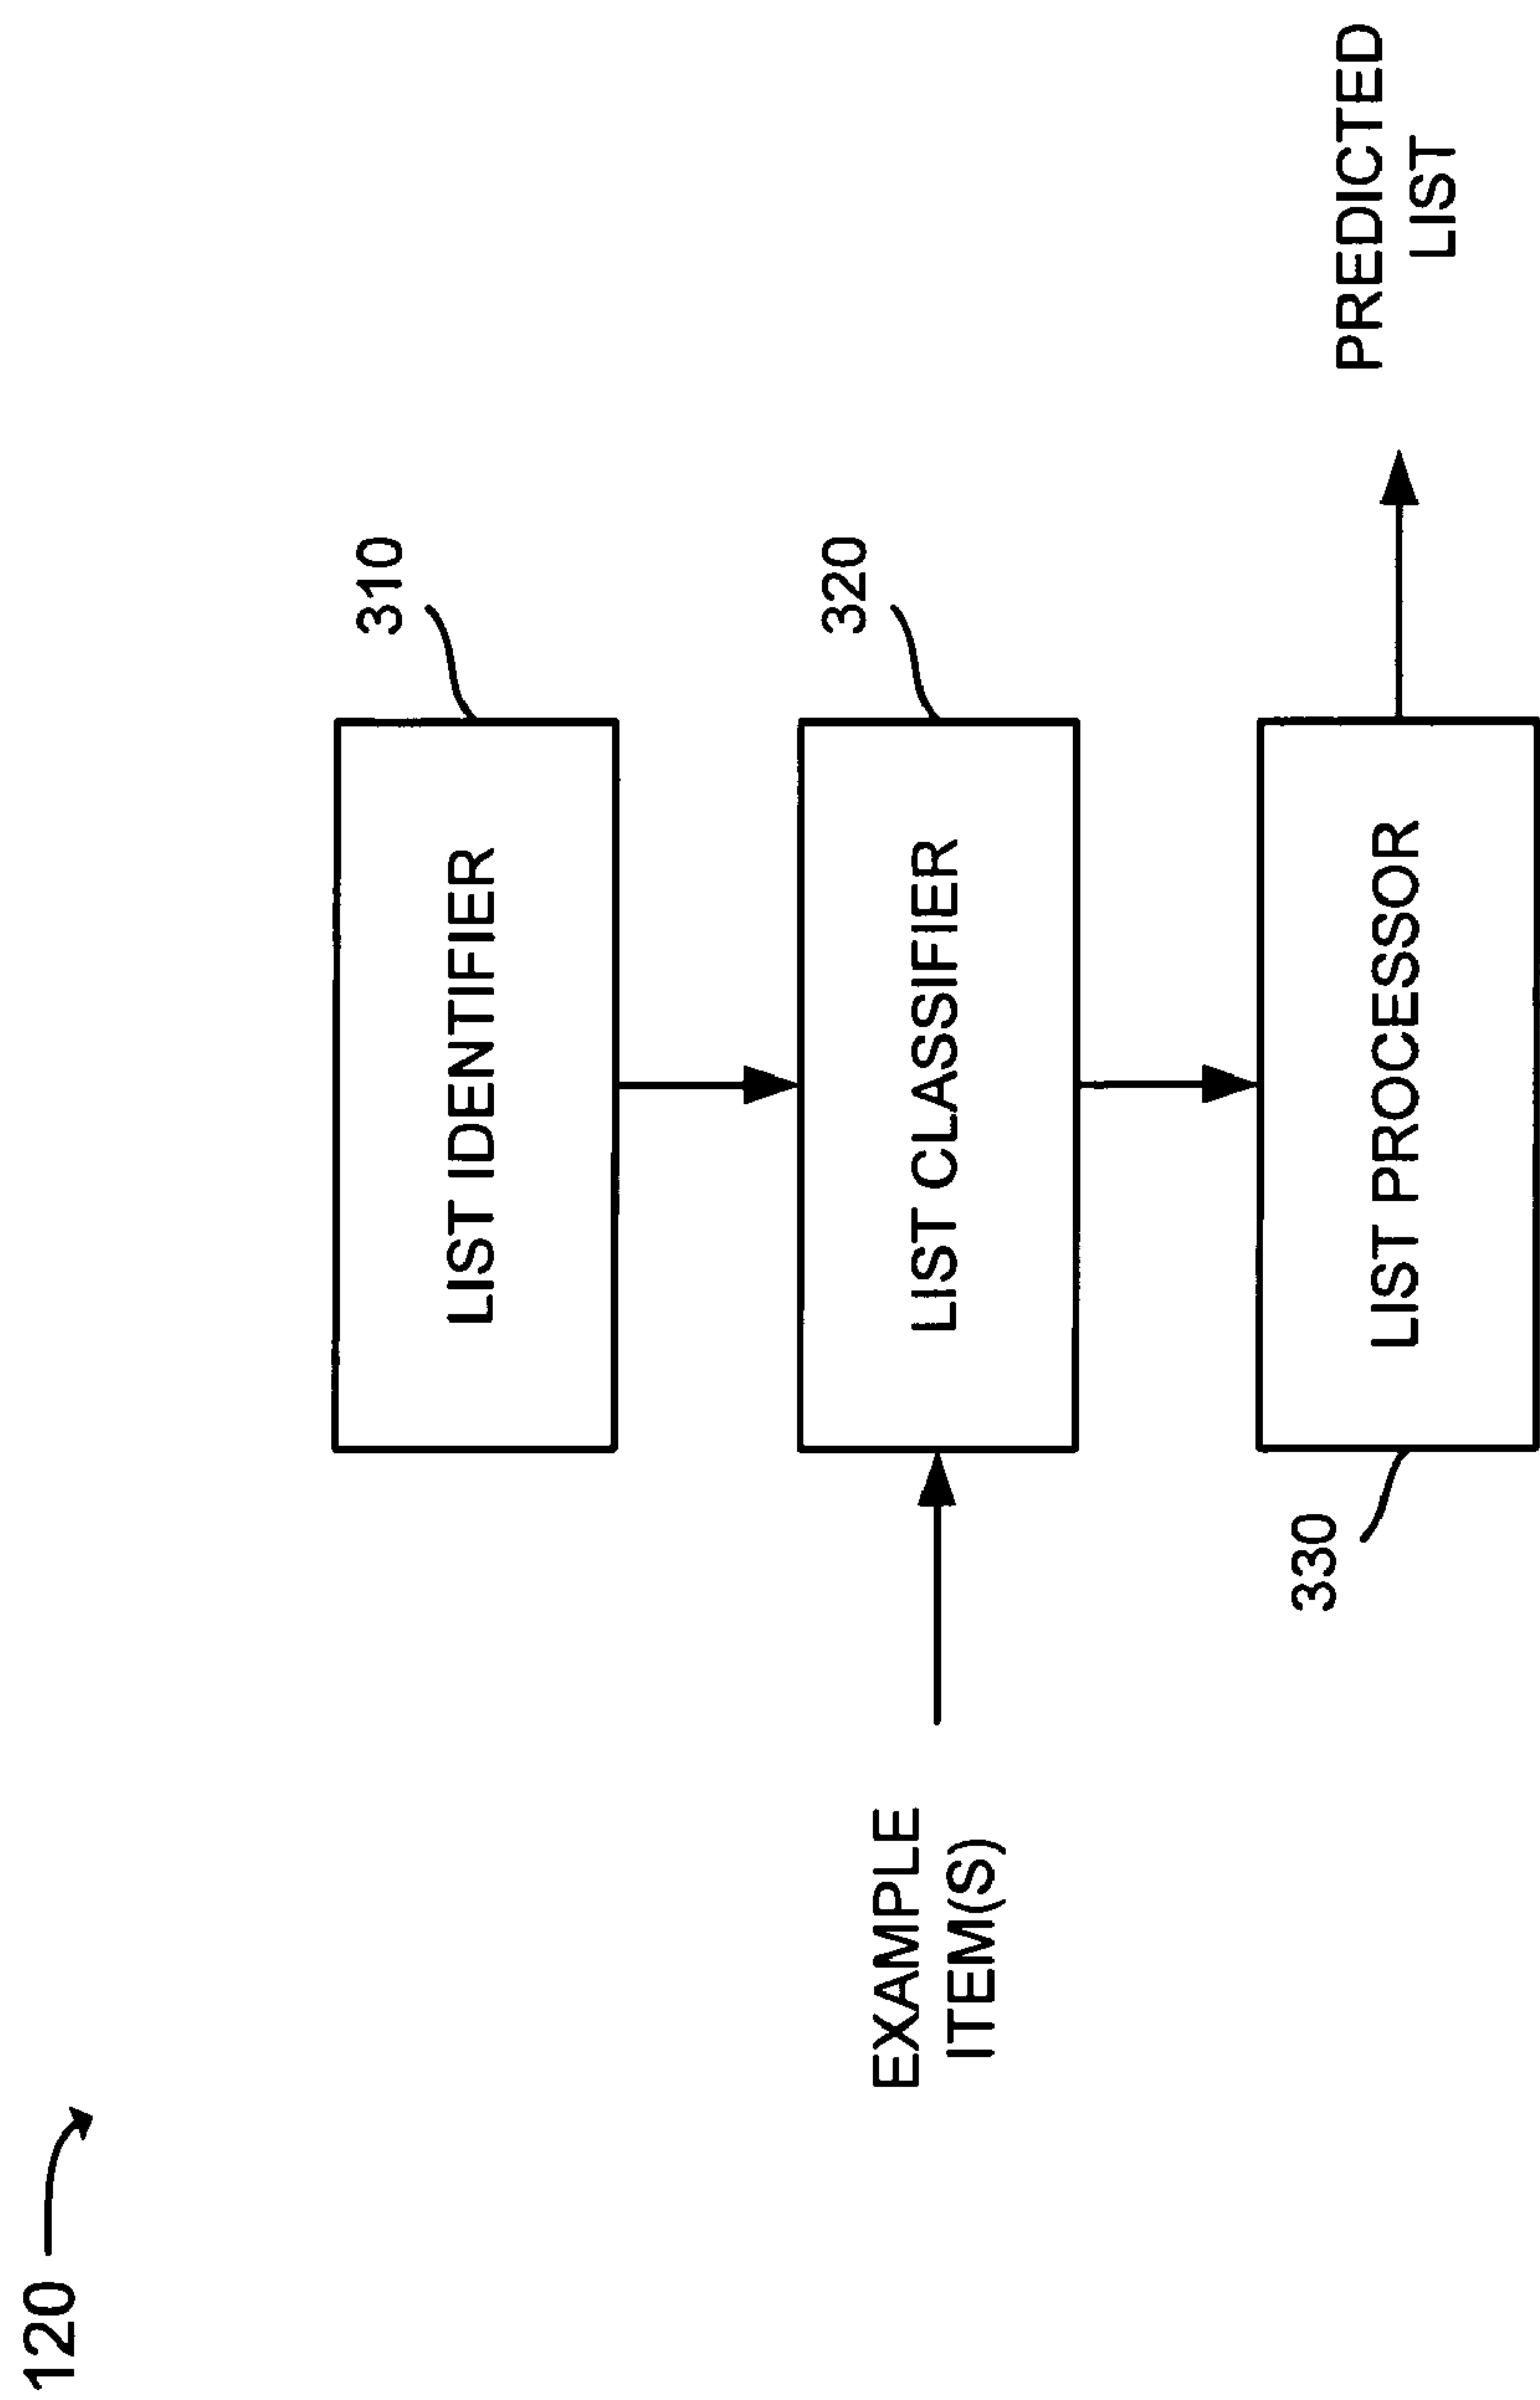 120
310
LIST IDENTIFIER
320
EXAMPLE
ITEM(S)
LIST CLASSIFIER
330
LIST PROCESSOR
PREDICTED
LIST